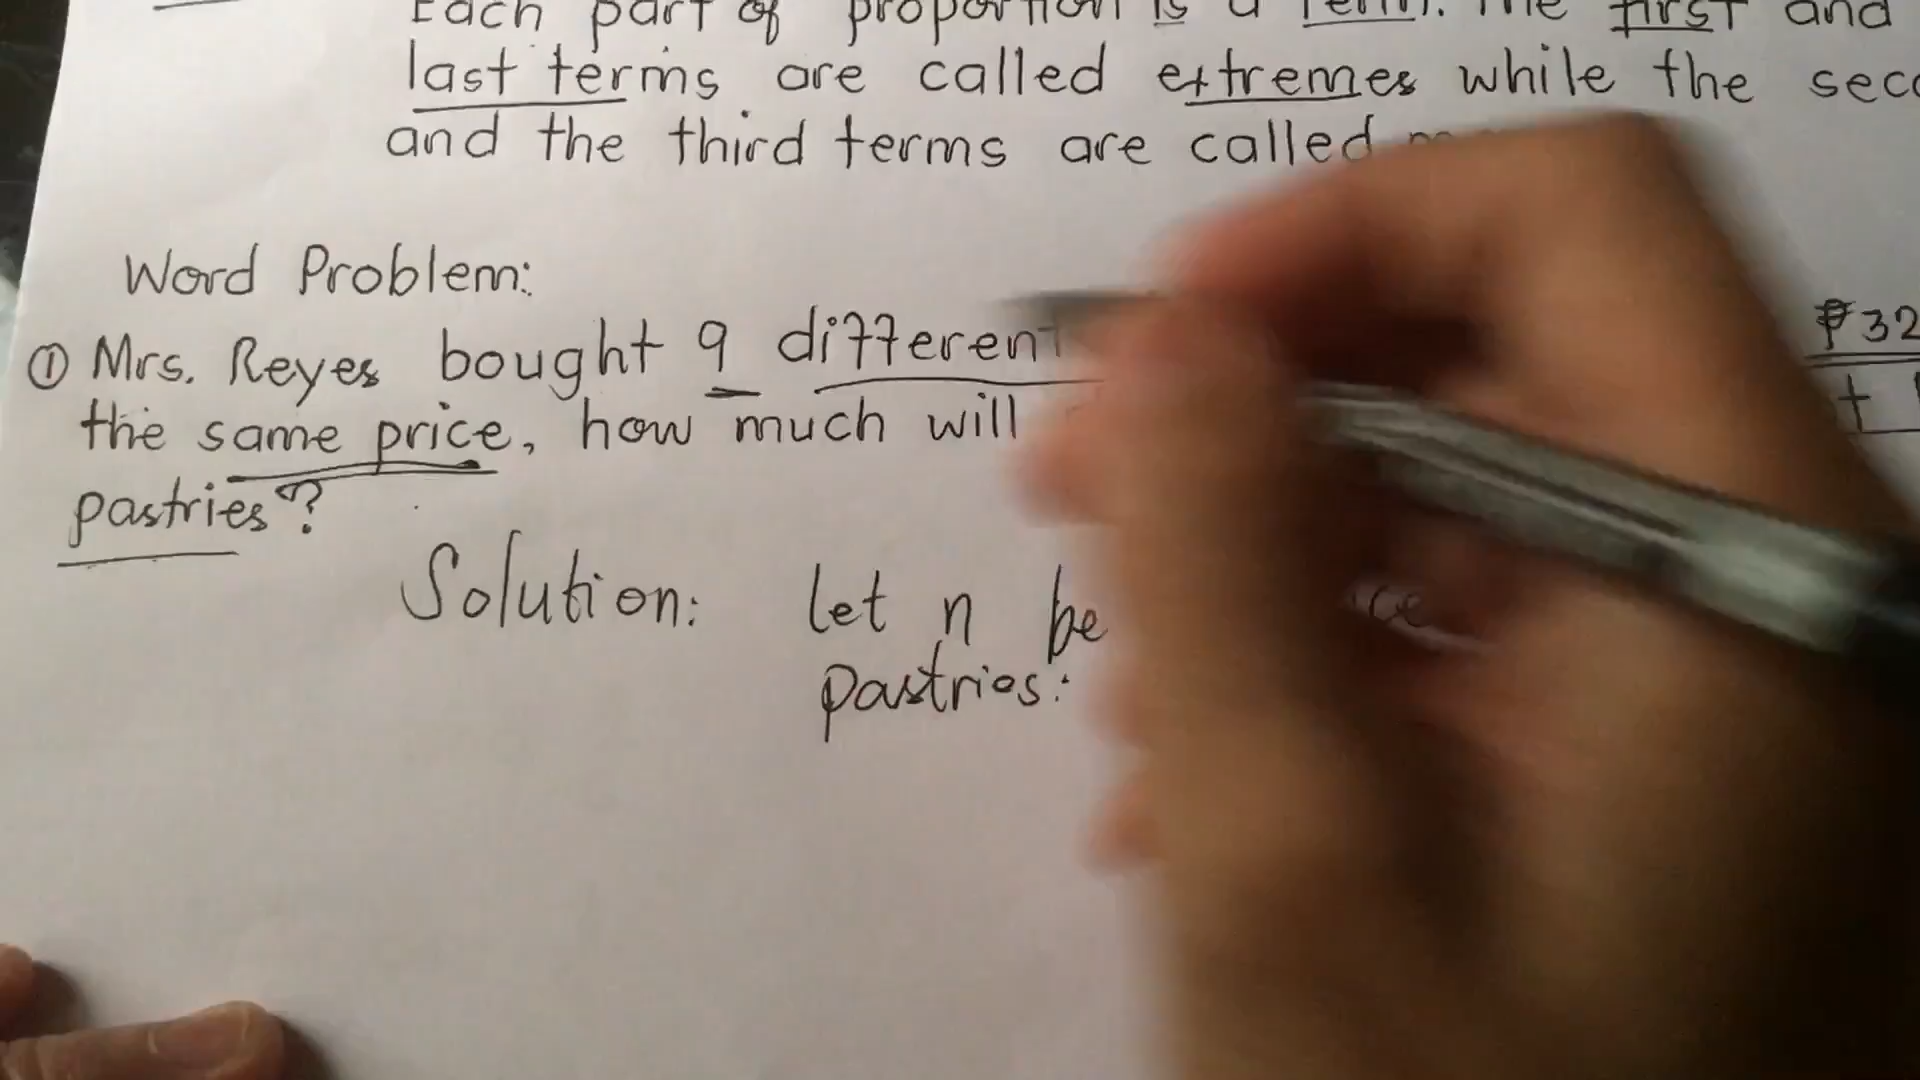 Each part of proportion is a Term. The first and
last terms are called extremes while the
and the third terms are called
Word Problem:
① Mrs. Reyes bought 9 different ₱32
the same price, how much will
pastries?
Solution: let n be
pastries: